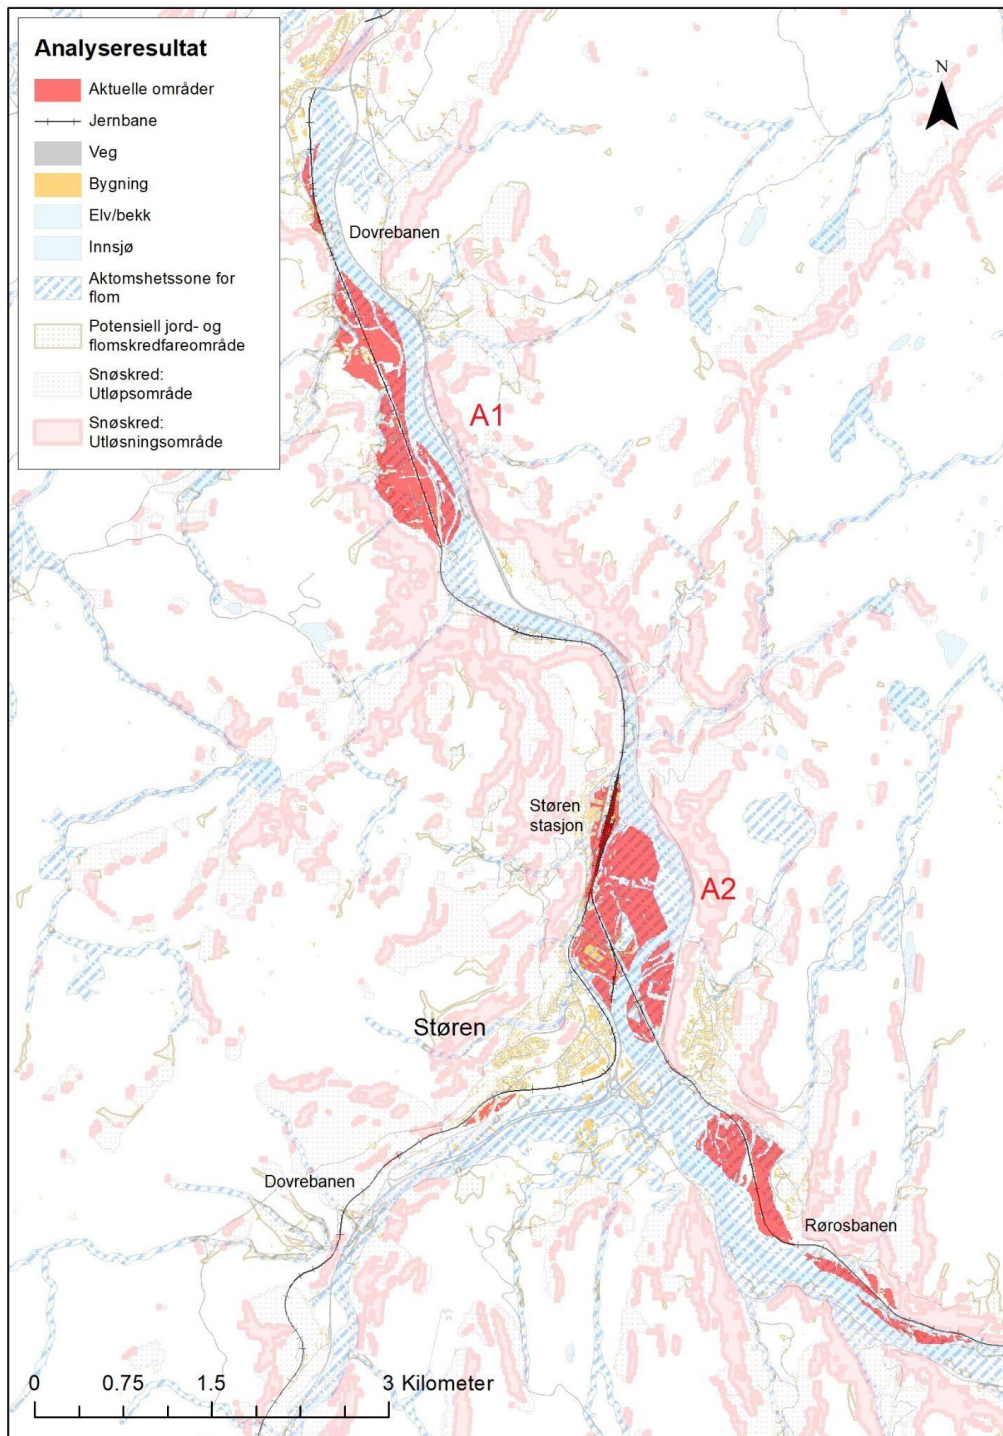 Analyseresultat
Aktuelle områder
Jernbane
Veg
Bygning
Elv/bekk
Innsjø
Aktomshetssone for
flom
Potensiell jord- og
flomskredfareområde
Snøskred:
Utløpsområde
Snøskred:
Utløsningsområde
N
Dovrebanen
A1
Støren
stasjon
A2
Støren
Dovrebanen
Rørosbanen
0 0.75 1.5 3 Kilometer